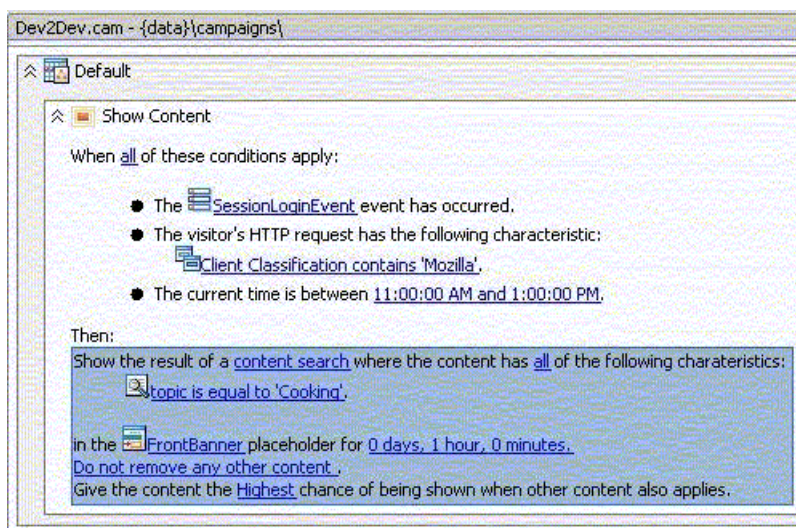 Dev2Dev.cam - {data}\campaigns\
Default
Show Content
When all of these conditions apply:
The SessionLoginEvent event has occurred.
The visitor's HTTP request has the following characteristic:
Client Classification contains 'Mozilla'.
The current time is between 11:00:00 AM and 1:00:00 PM.
Then:
Show the result of a content search where the content has all of the following charateristics:
topic is equal to 'Cooking'.
in the FrontBanner placeholder for 0 days, 1 hour, 0 minutes.
Do not remove any other content .
Give the content the Highest chance of being shown when other content also applies.